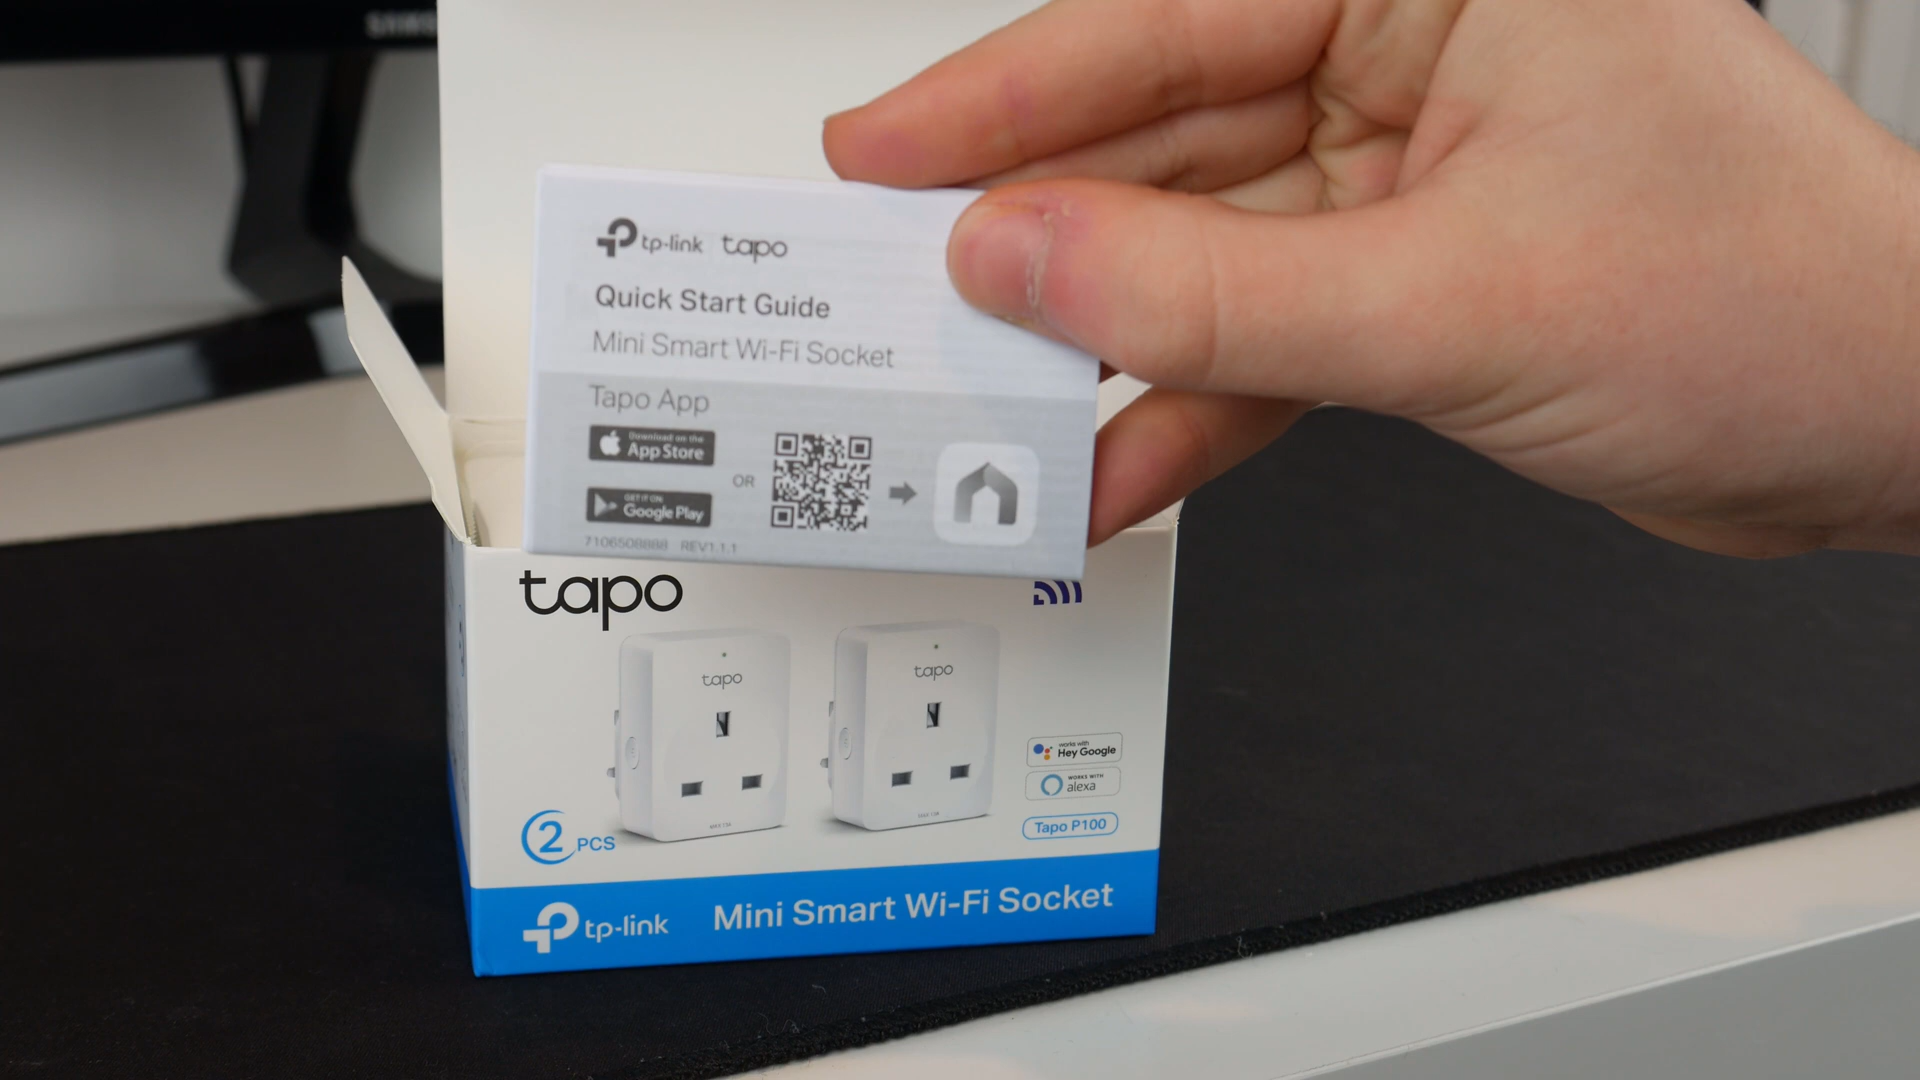 tp-link | tapo
Quick Start Guide
Mini Smart Wi-Fi Socket
Tapo App
Download on the
App Store
OR
GET IT ON
Google Play
7106508888 REV1.1.1
tapo
tapo
tapo
works with
Hey Google
WORKS WITH
alexa
Tapo P100
2 PCS
tp-link Mini Smart Wi-Fi Socket